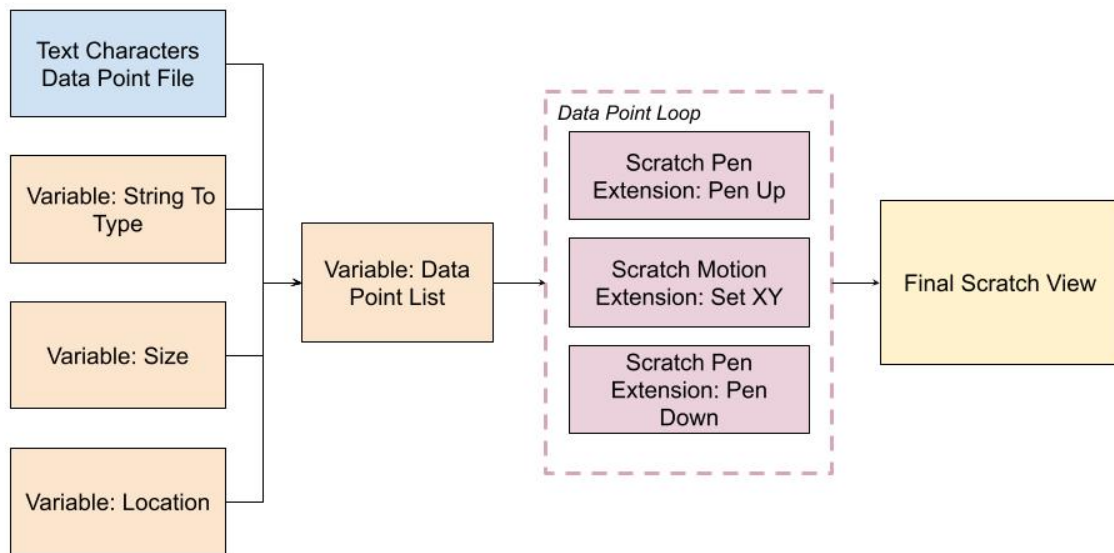 Text Characters
Data Point File
Variable: String To
Type
Variable: Size
Variable: Location
Variable: Data
Point List
Data Point Loop
Scratch Pen
Extension: Pen Up
Scratch Motion
Extension: Set XY
Scratch Pen
Extension: Pen
Down
Final Scratch View